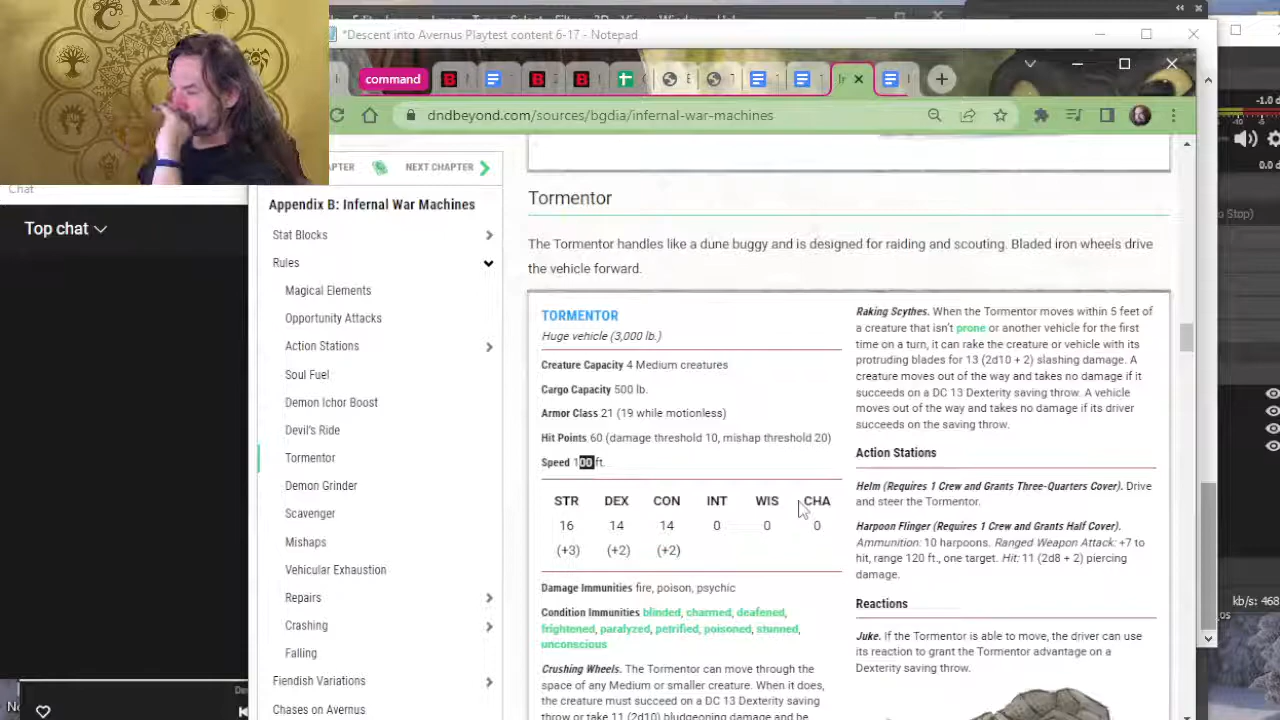 *Descent into Avernus Playtest content 6-17 - Notepad
command
dndbeyond.com/sources/bgdia/infernal-war-machines
-1.0 d
0.0 d
Chat
Top chat
NEXT CHAPTER
Appendix B: Infernal War Machines
Stat Blocks
Rules
Magical Elements
Opportunity Attacks
Action Stations
Soul Fuel
Demon Ichor Boost
Devil's Ride
Tormentor
Demon Grinder
Scavenger
Mishaps
Vehicular Exhaustion
Repairs
Crashing
Falling
Fiendish Variations
Chases on Avernus
Tormentor
The Tormentor handles like a dune buggy and is designed for raiding and scouting. Bladed iron wheels drive
the vehicle forward.
TORMENTOR
Huge vehicle (3,000 lb.)
Creature Capacity 4 Medium creatures
Cargo Capacity 500 lb.
Armor Class 21 (19 while motionless)
Hit Points 60 (damage threshold 10, mishap threshold 20)
Speed 100 ft.
STR DEX CON INT WIS CHA
16 14 14 0 0 0
(+3) (+2) (+2)
Damage Immunities fire, poison, psychic
Condition Immunities blinded, charmed, deafened,
frightened, paralyzed, petrified, poisoned, stunned,
unconscious
Crushing Wheels. The Tormentor can move through the
space of any Medium or smaller creature. When it does,
the creature must succeed on a DC 13 Dexterity saving
throw or take 11 (2d10) bludgeoning damage and be
Raking Scythes. When the Tormentor moves within 5 feet of
a creature that isn't prone or another vehicle for the first
time on a turn, it can rake the creature or vehicle with its
protruding blades for 13 (2d10 + 2) slashing damage. A
creature moves out of the way and takes no damage if it
succeeds on a DC 13 Dexterity saving throw. A vehicle
moves out of the way and takes no damage if its driver
succeeds on the saving throw.
Action Stations
Helm (Requires 1 Crew and Grants Three-Quarters Cover). Drive
and steer the Tormentor.
Harpoon Flinger (Requires 1 Crew and Grants Half Cover).
Ammunition: 10 harpoons. Ranged Weapon Attack: +7 to
hit, range 120 ft., one target. Hit: 11 (2d8 + 2) piercing
damage.
Reactions
Juke. If the Tormentor is able to move, the driver can use
its reaction to grant the Tormentor advantage on a
Dexterity saving throw.
kb/s: 468